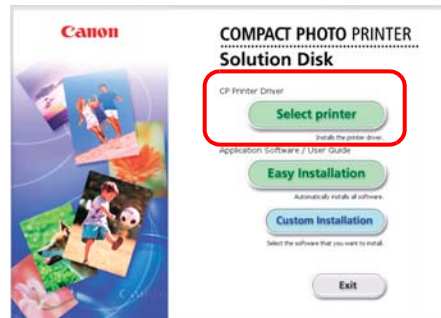 Canon
COMPACT PHOTO PRINTER
Solution Disk
CP Printer Driver
Select printer
Installs the printer driver.
Application Software / User Guide
Easy Installation
Automatically installs all software.
Custom Installation
Select the software that you want to install.
Exit